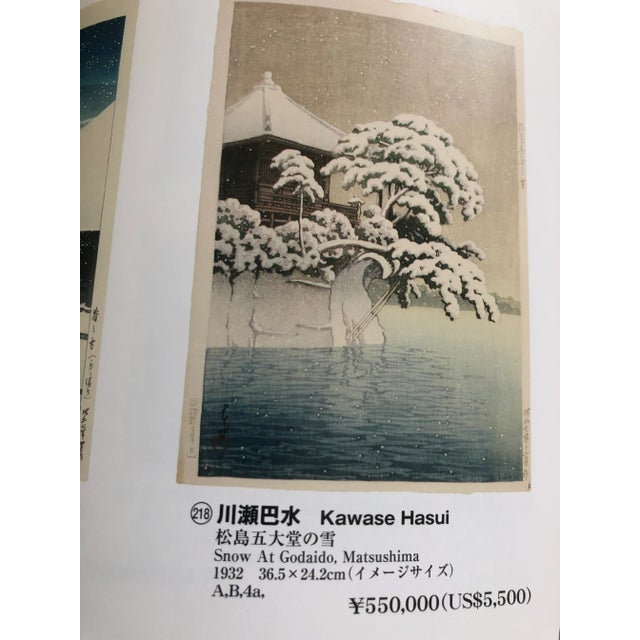 218 川瀬巴水 Kawase Hasui
松島五大堂の雪
Snow At Godaido, Matsushima
1932 36.5×24.2cm(イメージサイズ)
A,B,4a,
¥550,000(US$5,500)